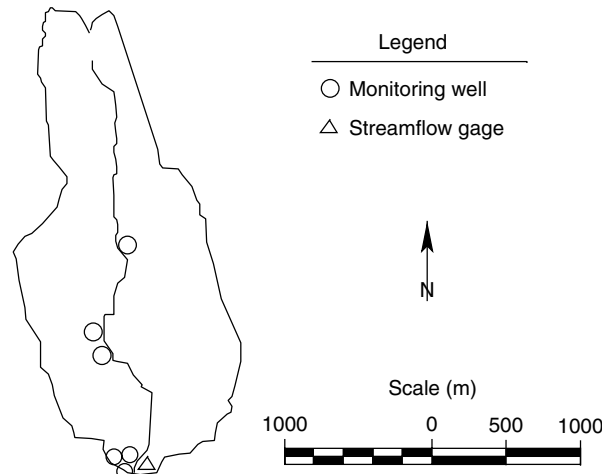 Legend
Monitoring well
Streamflow gage
N
Scale (m)
1000 0 500 1000